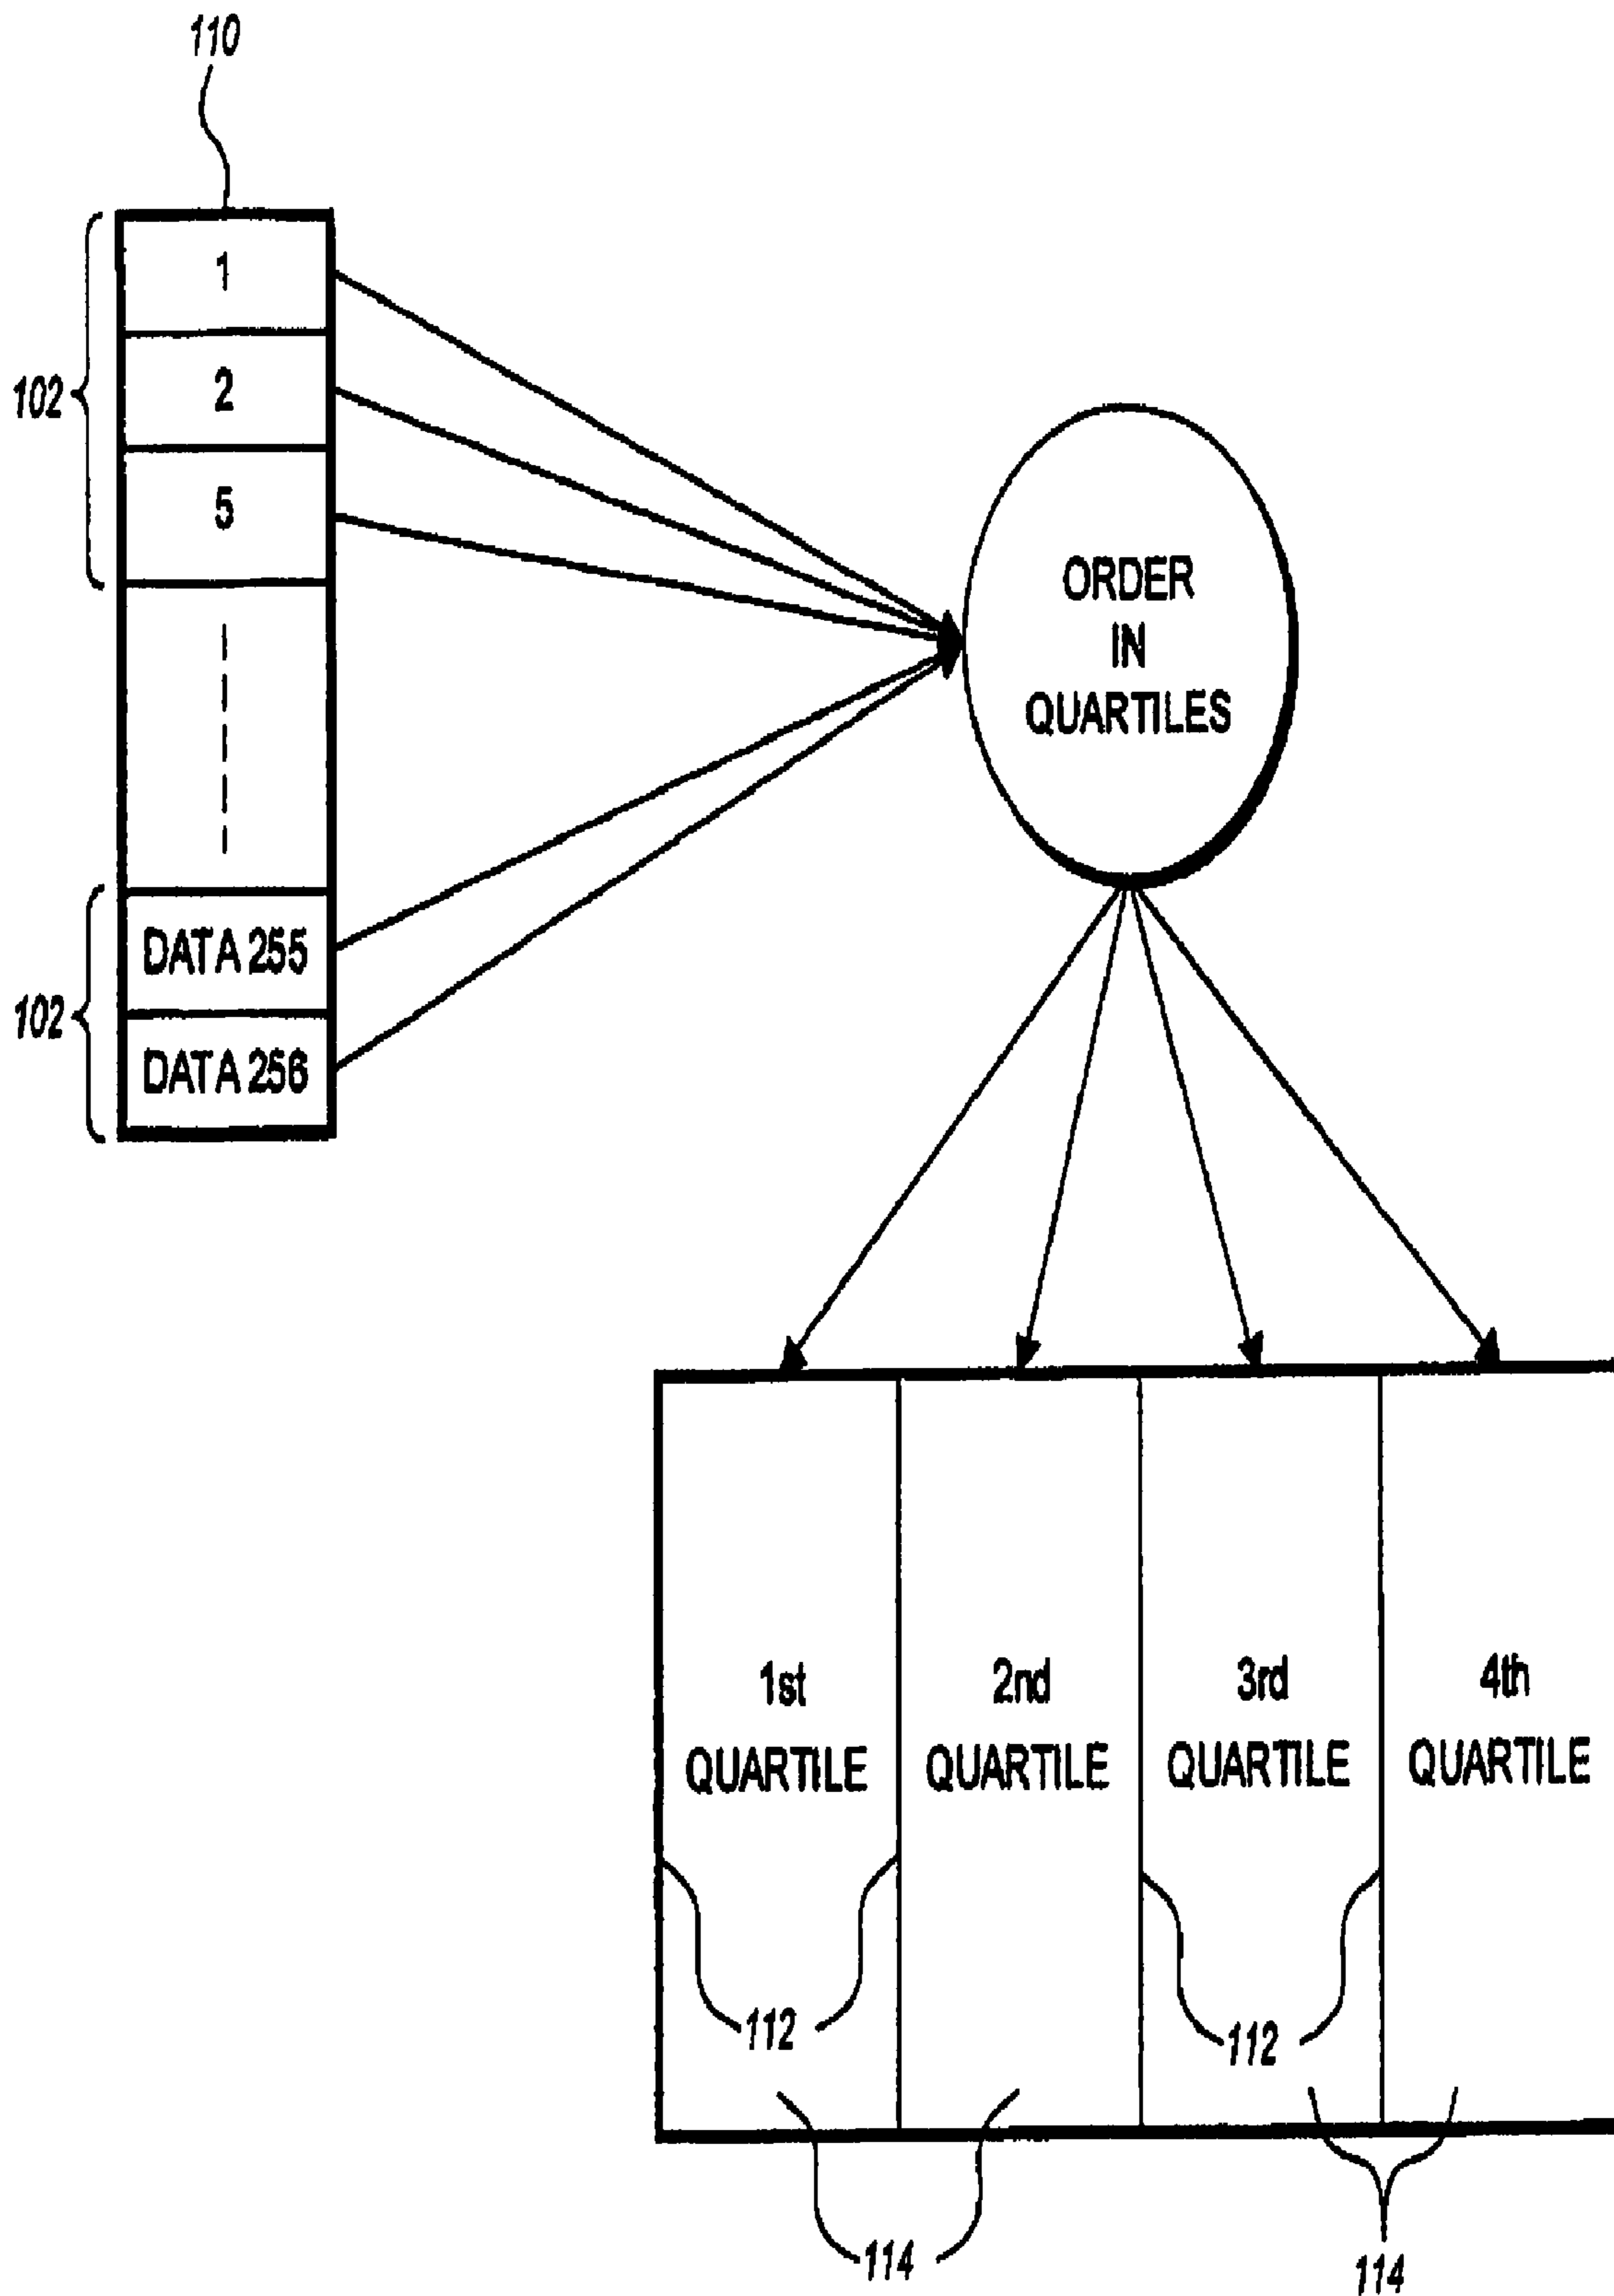 110
102
1
2
5
ORDER
IN
QUARTILES
102
DATA 255
DATA 256
1st
QUARTILE
2nd
QUARTILE
3rd
QUARTILE
4th
QUARTILE
112
112
114
114